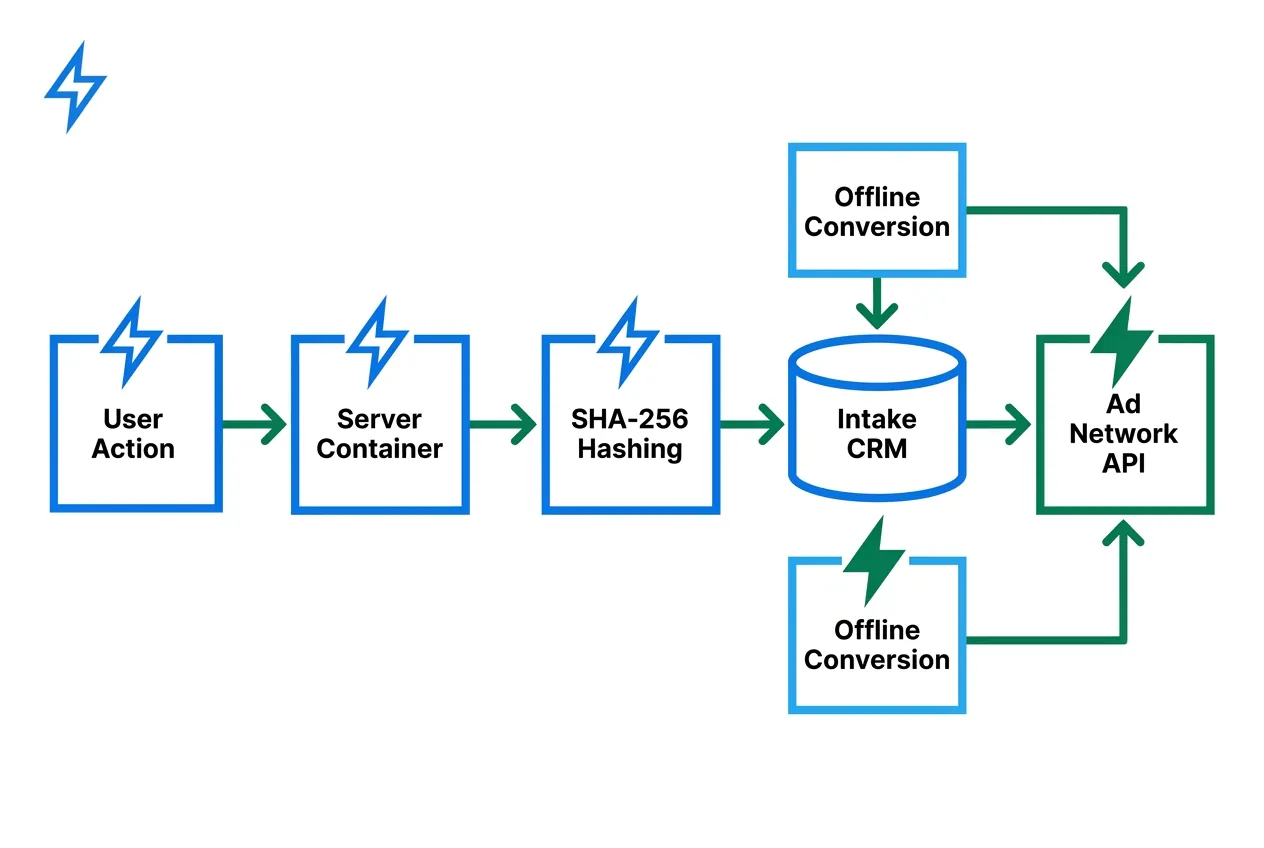 Offline
Conversion
User
Action
Server
Container
SHA-256
Hashing
Intake
CRM
Ad
Network
API
Offline
Conversion